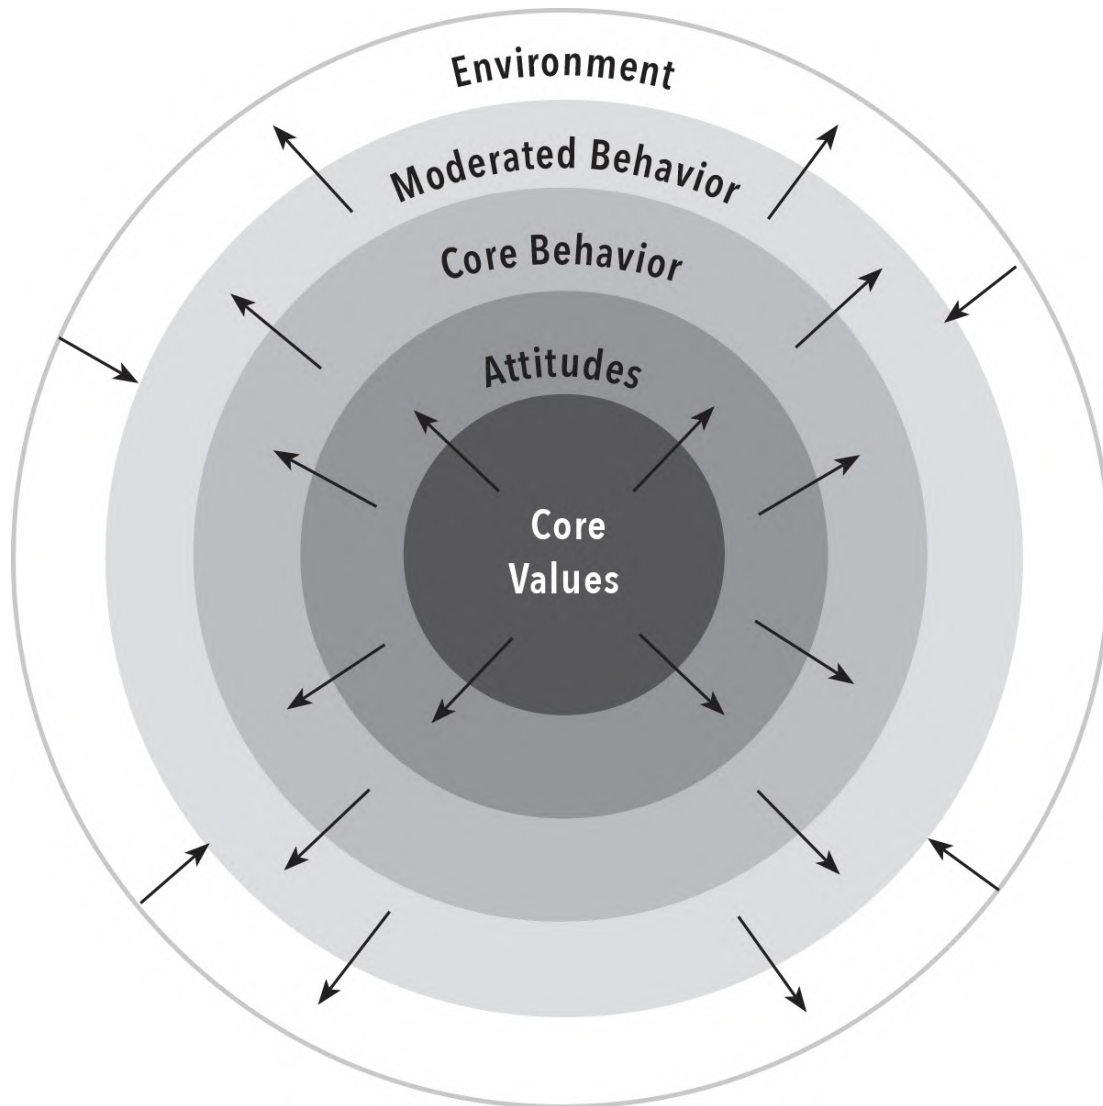 Environment
Moderated Behavior
Core Behavior
Attitudes
Core
Values